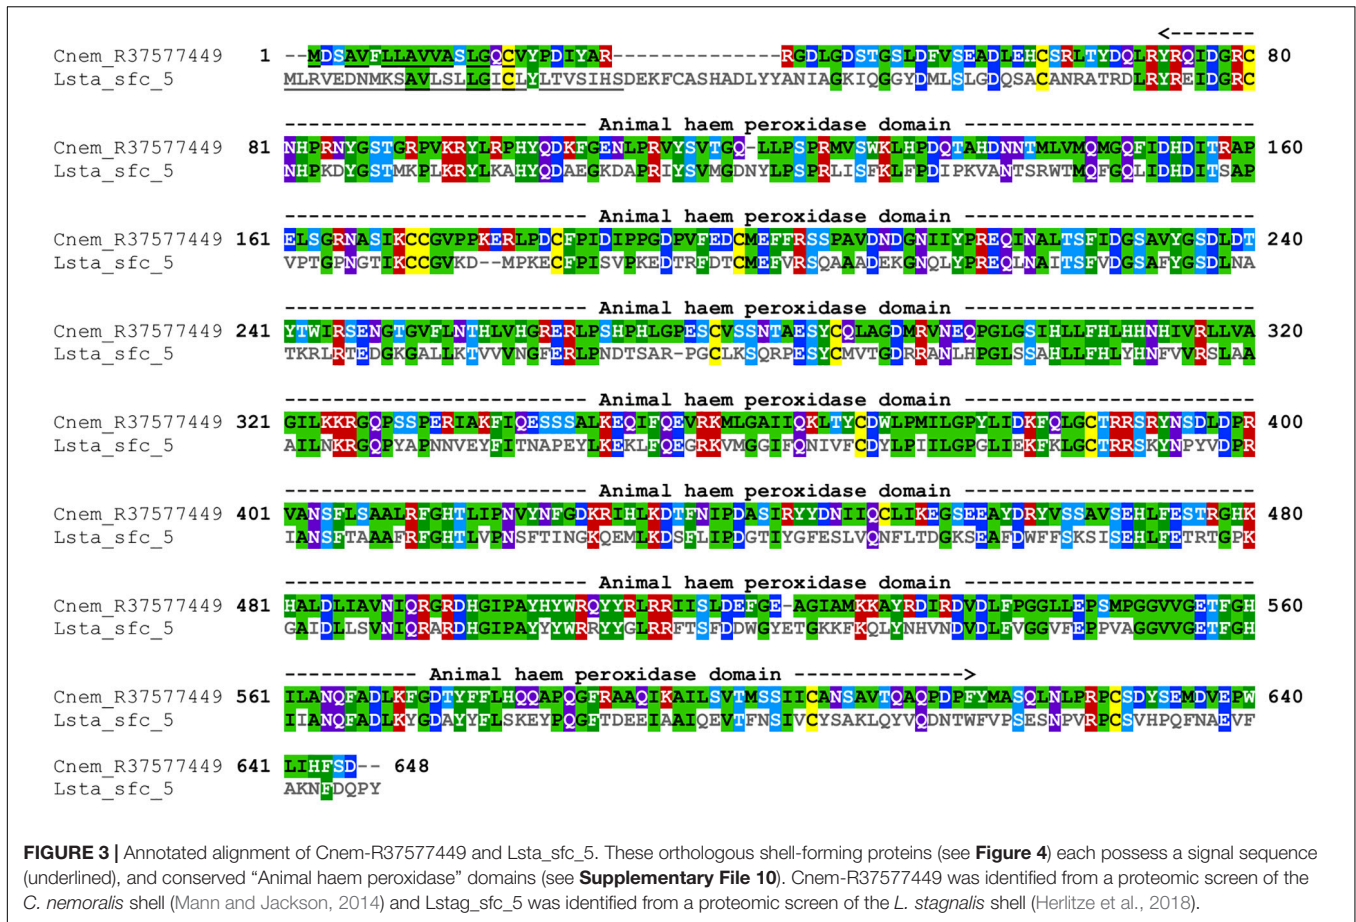 <-------
Cnem_R37577449 1 --MDSAVFLLAVVASLGQCVYPDIYAR--------------RGDLGDSTGSLDFVSEADLEHCSRLTYDQLRYRQIDGRC 80
Lsta_sfc_5 MLRVEDNMKSAVLSLLGICLYLTVSIHSDEKFCASHADLYYANIAGKIQGGYDMLSLGDQSACANRATRDLRYREIDGRC
------------------------- Animal haem peroxidase domain ------------------------
Cnem_R37577449 81 NHPRNYGSTGRPVKRYLRPHYQDKFGENLPRVYSVTGQ-LLPSPRMVSWKLHPDQTAHDNNTMLVMQMGQFIDHDITRAP 160
Lsta_sfc_5 NHPKDYGSTMKPLKRYLKAHYQDAEGKDAPRIYSVMGDNYLPSPRLISFKLFPDIPKVANTSRWTMQFGQLIDHDITSAP
------------------------- Animal haem peroxidase domain ------------------------
Cnem_R37577449 161 ELSGRNASIKCCGVPPKERLPDCFPIDIPPGDPVFEDCMEFFRSSPAVDNDGNIIYPREQINALTSFIDGSAVYGSDLDT 240
Lsta_sfc_5 VPTGPNGTIKCCGVKD--MPKECFPISVPKEDTRFDTCMEFVRSQAAADEKGNQLYPREQLNAITSFVDGSAFYGSDLNA
------------------------- Animal haem peroxidase domain ------------------------
Cnem_R37577449 241 YTWIRSENGTGVFLNTHLVHGRERLPSHPHLGPESCVSSNTAESYCQLAGDMRVNEQPGLGSIHLLFHLHHNHIVRLLVA 320
Lsta_sfc_5 TKRLRTEDGKGALLKTVVVNGFERLPNDTSAR-PGCLKSQRPESYCMVTGDRRANLHPGLSSAHLLFHLYHNFVVRSLAA
------------------------- Animal haem peroxidase domain ------------------------
Cnem_R37577449 321 GILKKRGQPSSPERIAKFIQESSSALKEQIFQEVRKMLGAIIQKLTYCDWLPMILGPYLIDKFQLGCTRRSRYNSDLDPR 400
Lsta_sfc_5 AILNKRGQPYAPNNVEYFITNAPEYLKEKLFQEGRKVMGGIFQNIVFCDYLPIILGPGLIEKFKLGCTRRSKYNPYVDPR
------------------------- Animal haem peroxidase domain ------------------------
Cnem_R37577449 401 VANSFLSAALRFGHTLIPNVYNFGDKRIHLKDTFNIPDASIRYYDNIIQCLIKEGSEEAYDRYVSSAVSEHLFESTRGHK 480
Lsta_sfc_5 IANSFTAAAFRFGHTLVPNSFTINGKQEMLKDSFLIPDGTIYGFESLVQNFLTDGKSEAFDWFFSKSISEHLFETRTGPK
------------------------- Animal haem peroxidase domain ------------------------
Cnem_R37577449 481 HALDLIAVNIQRGRDHGIPAYHYWRQYYRLRRIISLDEFGE-AGIAMKKAYRDIRDVDLFPGGLLEPSMPGGVVGETFGH 560
Lsta_sfc_5 GAIDLLSVNIQRARDHGIPAYYYWRRYYGLRRFTSFDDWGYETGKKFKQLYNHVNDVDLFVGGVFEPPVAGGVVGETFGH
----------- Animal haem peroxidase domain -------------->
Cnem_R37577449 561 ILANQFADLKFGDTYFFLHQQAPQGFRAAQIKAILSVTMSSIICANSAVTQAQPDPFYMASQLNLPRPCSDYSEMDVEPW 640
Lsta_sfc_5 IIANQFADLKYGDAYYFLSKEYPQGFTDEEIAAIQEVTFNSIVCYSAKLQYVQDNTWFVPSESNPVRPCSVHPQFNAEVF
Cnem_R37577449 641 LIHFSD-- 648
Lsta_sfc_5 AKNFDQPY
FIGURE 3 | Annotated alignment of Cnem-R37577449 and Lsta_sfc_5. These orthologous shell-forming proteins (see Figure 4) each possess a signal sequence
(underlined), and conserved “Animal haem peroxidase” domains (see Supplementary File 10). Cnem-R37577449 was identified from a proteomic screen of the
C. nemoralis shell (Mann and Jackson, 2014) and Lstag_sfc_5 was identified from a proteomic screen of the L. stagnalis shell (Herlitze et al., 2018).